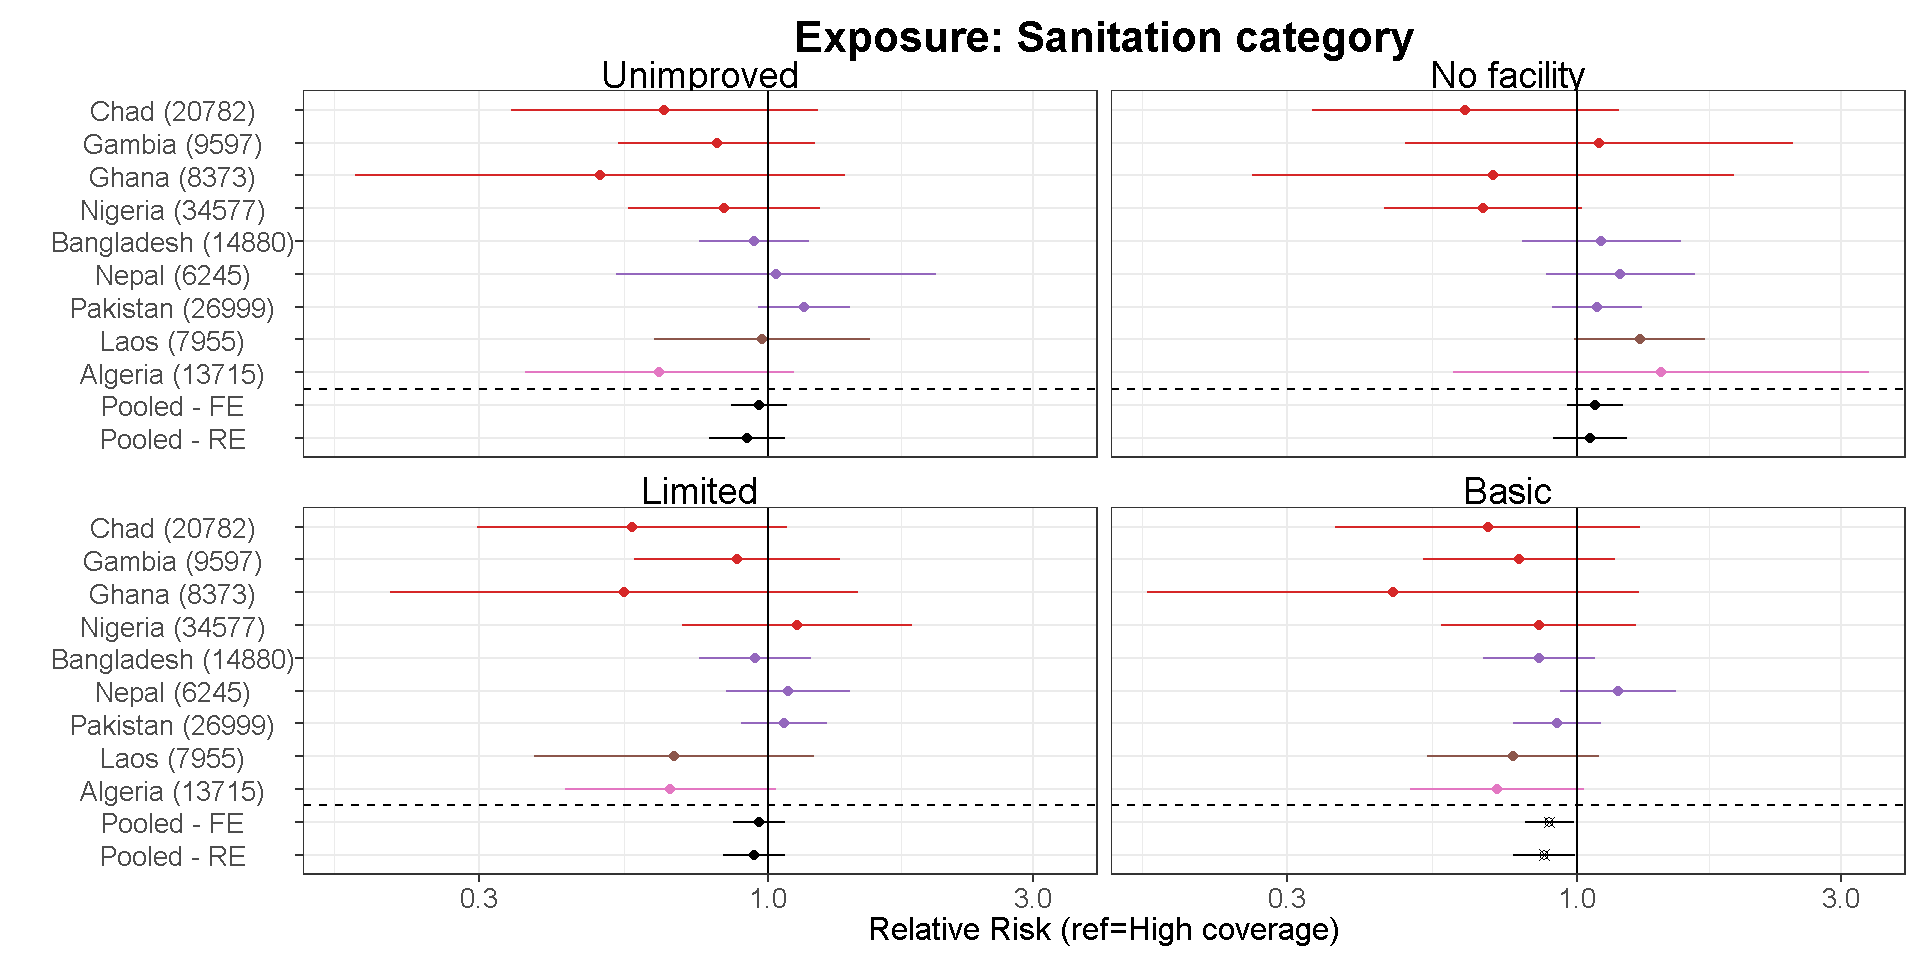 Exposure: Sanitation category
Unimproved
No facility
Chad (20782)
Gambia (9597)
Ghana (8373)
Nigeria (34577)
Bangladesh (14880)
Nepal (6245)
Pakistan (26999)
Laos (7955)
Algeria (13715)
Pooled - FE
Pooled - RE
Limited
Basic
Chad (20782)
Gambia (9597)
Ghana (8373)
Nigeria (34577)
Bangladesh (14880)
Nepal (6245)
Pakistan (26999)
Laos (7955)
Algeria (13715)
Pooled - FE
Pooled - RE
0.3 1.0 3.0 0.3 1.0 3.0
Relative Risk (ref=High coverage)